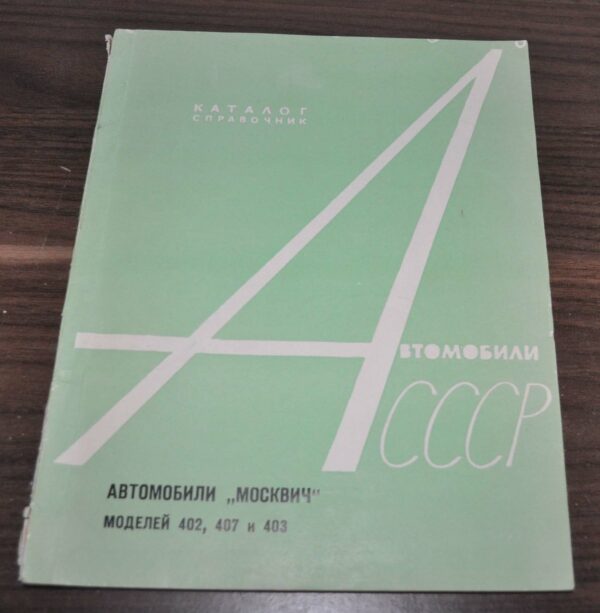 КАТАЛОГ
СПРАВОЧНИК
АВТОМОБИЛИ
СССР
АВТОМОБИЛИ „МОСКВИЧ“
МОДЕЛЕЙ 402, 407 и 403